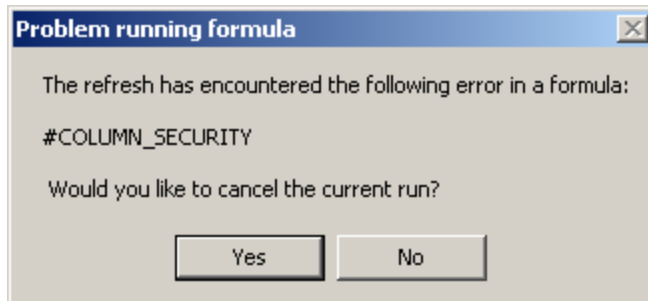 Problem running formula
The refresh has encountered the following error in a formula:
#COLUMN_SECURITY
Would you like to cancel the current run?
Yes
No